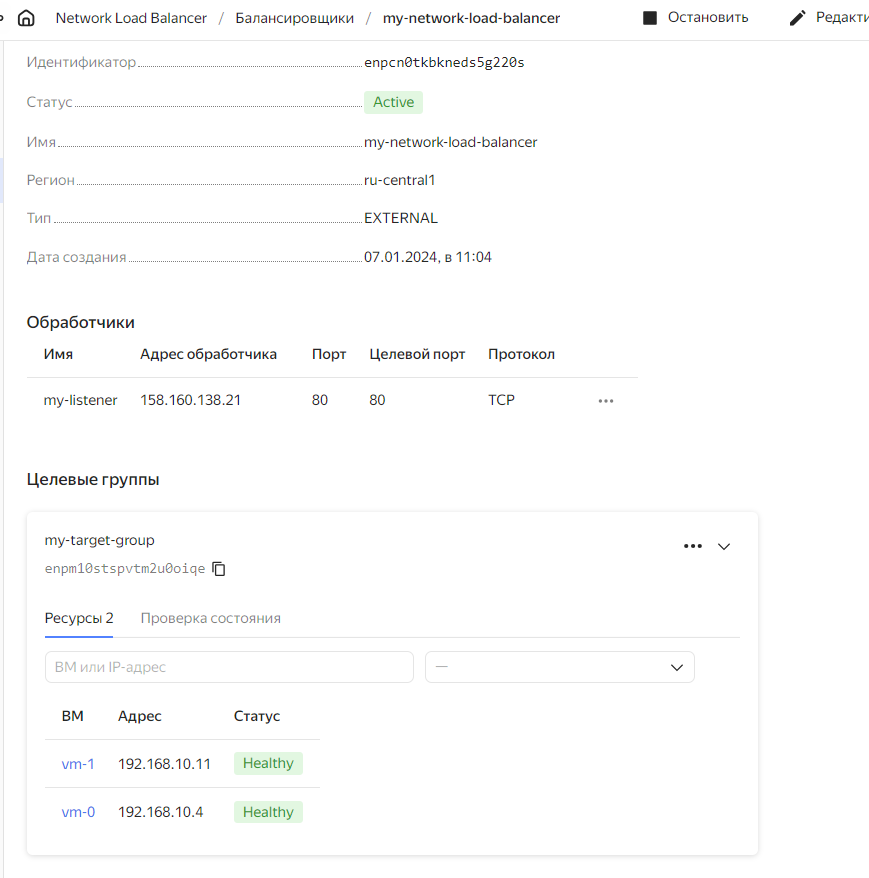 Network Load Balancer / Балансировщики / my-network-load-balancer Остановить
Идентификатор enpcn0tkbkneds5g220s
Статус Active
Имя my-network-load-balancer
Регион ru-central1
Тип EXTERNAL
Дата создания 07.01.2024, в 11:04
Обработчики
Имя Адрес обработчика Порт Целевой порт Протокол
my-listener 158.160.138.21 80 80 TCP
Целевые группы
my-target-group
enpm10stspvtm2u0oiqe
Ресурсы 2 Проверка состояния
ВМ или IP-адрес —
ВМ Адрес Статус
vm-1 192.168.10.11 Healthy
vm-0 192.168.10.4 Healthy